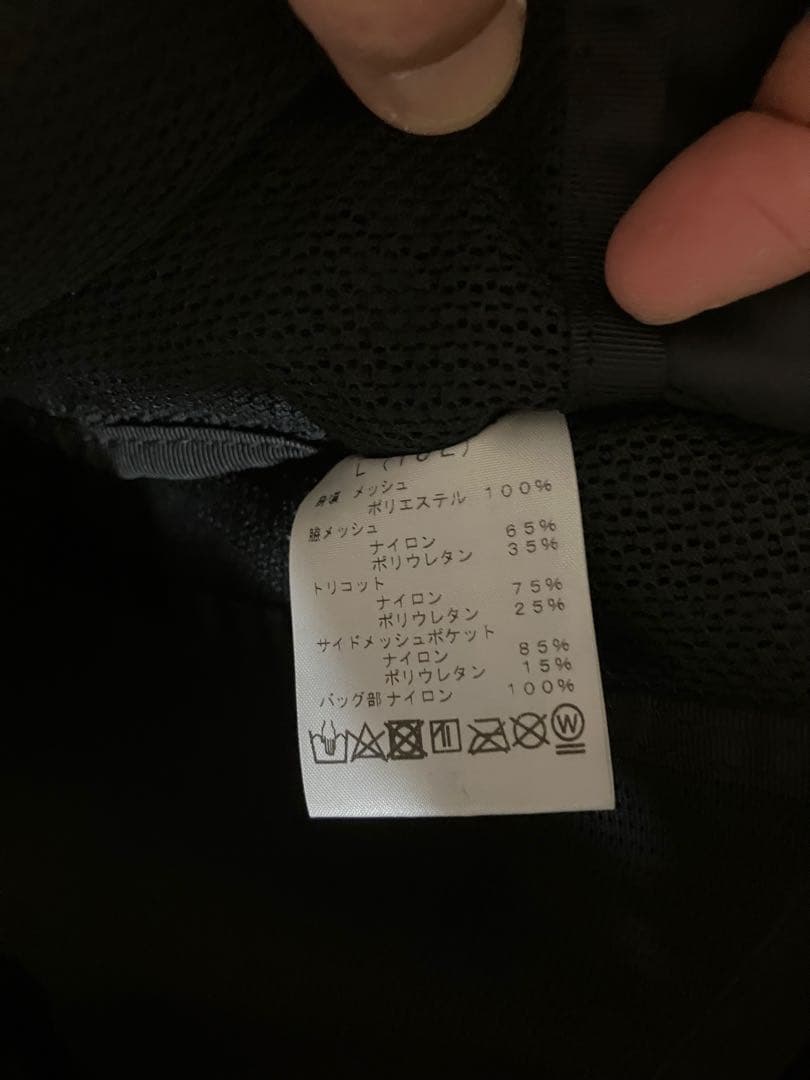 L(10L)
身頃 メッシュ
ポリエステル 100%
脇メッシュ
ナイロン 65%
ポリウレタン 35%
トリコット
ナイロン 75%
ポリウレタン 25%
サイドメッシュポケット
ナイロン 85%
ポリウレタン 15%
バッグ部 ナイロン 100%
W